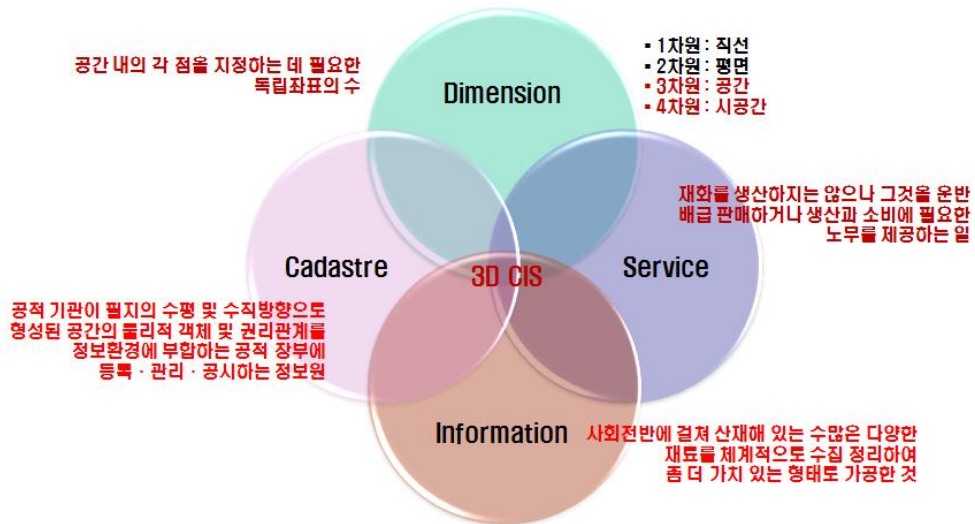 공간 내의 각 점을 지정하는 데 필요한
독립좌표의 수
Dimension
▪ 1차원 : 직선
▪ 2차원 : 평면
▪ 3차원 : 공간
▪ 4차원 : 시공간
재화를 생산하지는 않으나 그것을 운반
배급 판매하거나 생산과 소비에 필요한
노무를 제공하는 일
Cadastre
3D CIS
Service
공적 기관이 필지의 수평 및 수직방향으로
형성된 공간의 물리적 객체 및 권리관계를
정보환경에 부합하는 공적 장부에
등록 · 관리 · 공시하는 정보원
Information
사회전반에 걸쳐 산재해 있는 수많은 다양한
재료를 체계적으로 수집 정리하여
좀 더 가치 있는 형태로 가공한 것